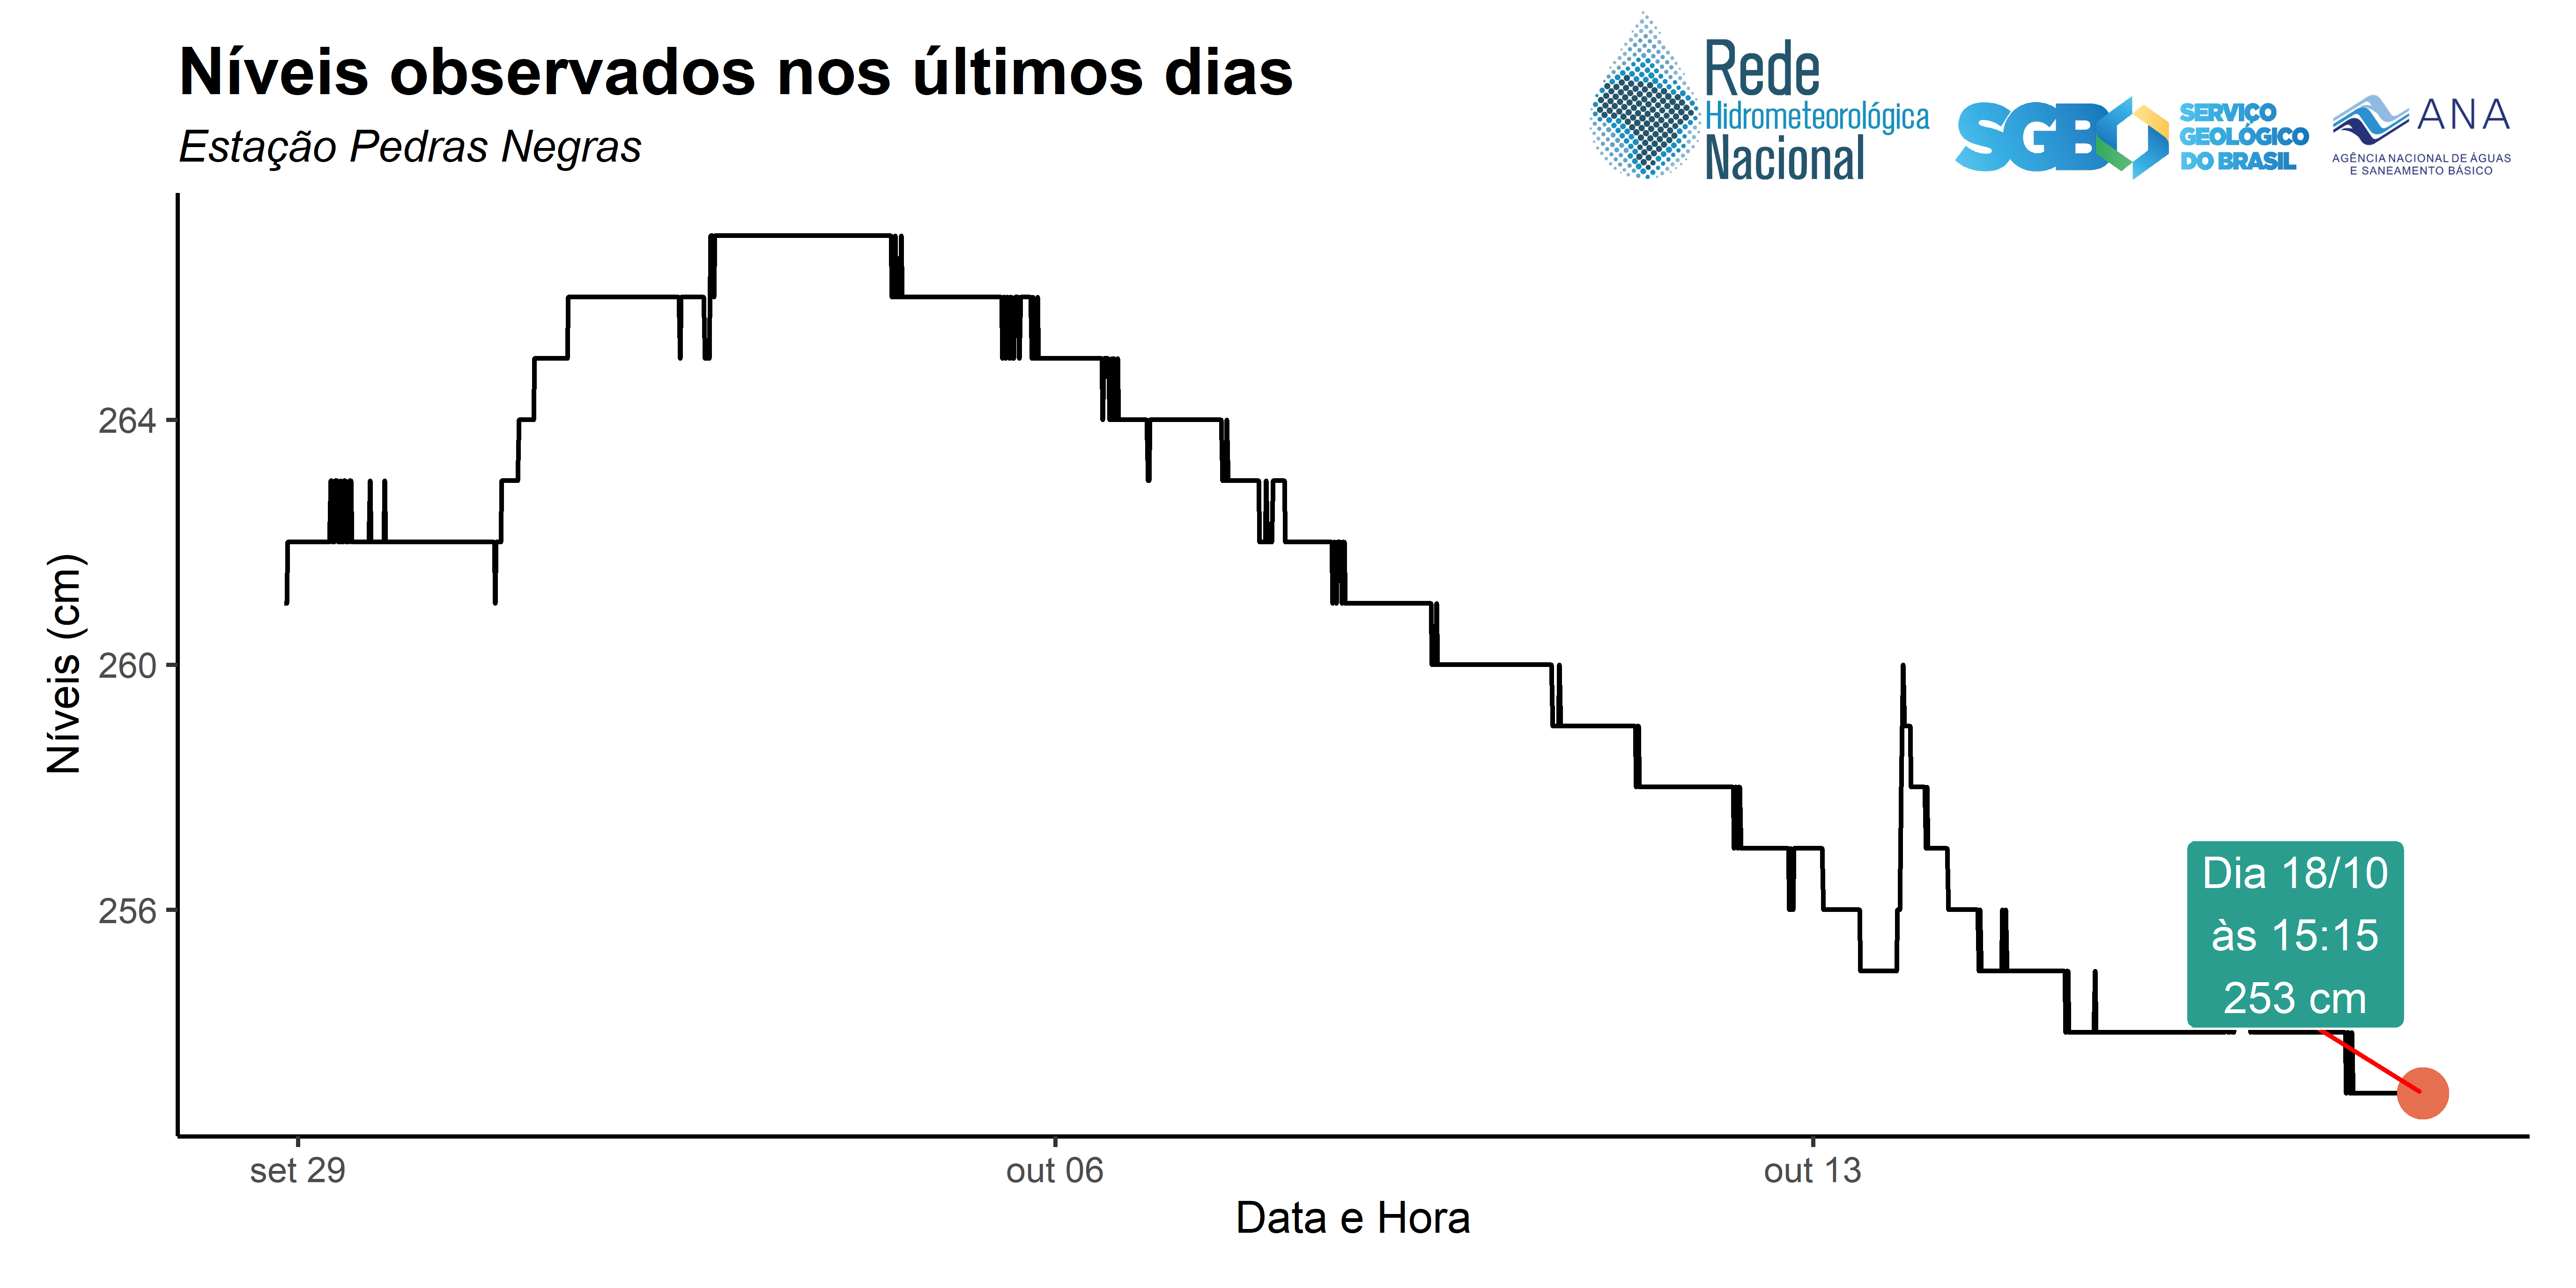 Níveis observados nos últimos dias
Estação Pedras Negras
Rede
Hidrometeorológica
Nacional
SGB
SERVIÇO
GEOLÓGICO
DO BRASIL
ANA
AGÊNCIA NACIONAL DE ÁGUAS
E SANEAMENTO BÁSICO
Níveis (cm)
264
260
256
Dia 18/10
às 15:15
253 cm
set 29
out 06
out 13
Data e Hora